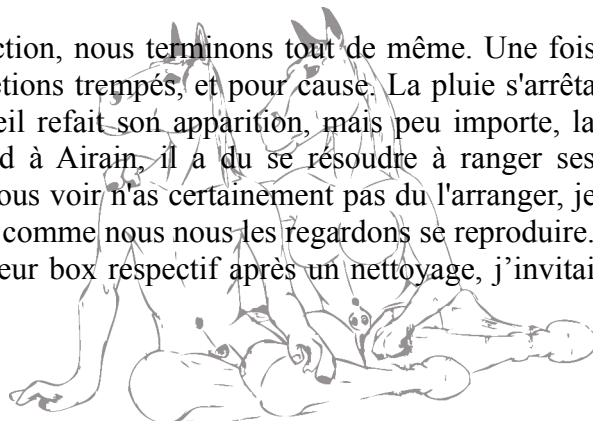 ction, nous terminons tout de même. Une fois
étions trempés, et pour cause. La pluie s'arrêta
eil refait son apparition, mais peu importe, la
d à Airain, il a du se résoudre à ranger ses
ous voir n'as certainement pas du l'arranger, je
comme nous nous les regardons se reproduire.
eur box respectif après un nettoyage, j’invitai